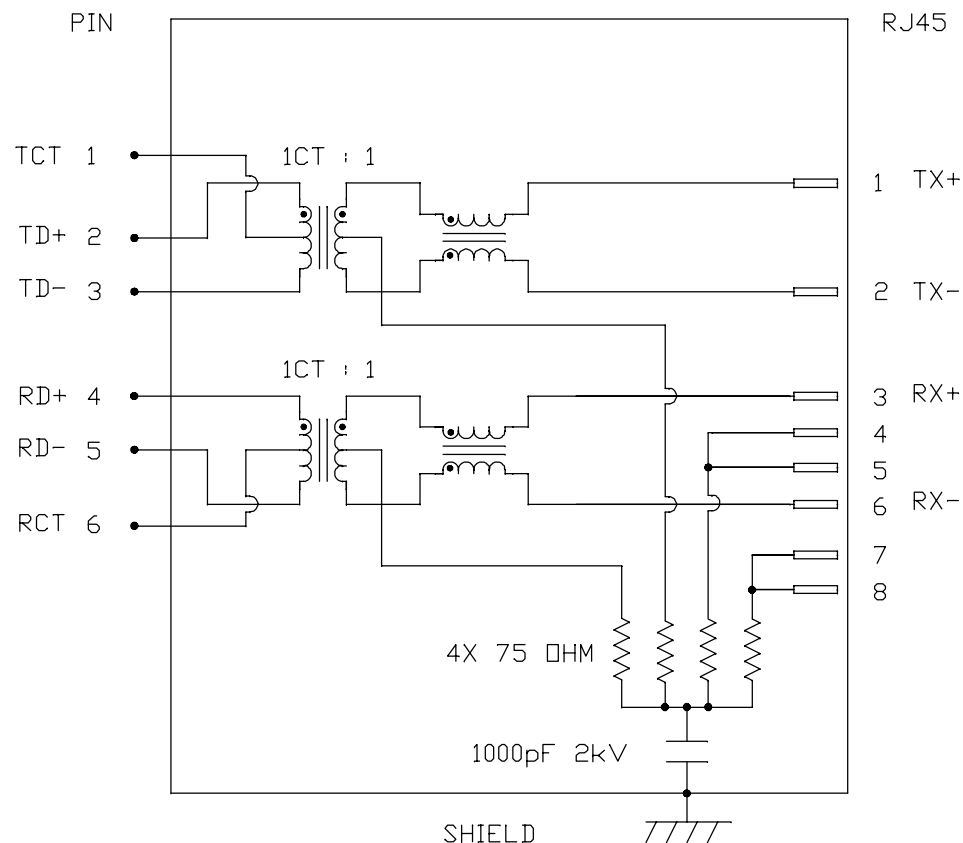 PIN
RJ45
TCT 1
1CT : 1
1 TX+
TD+ 2
TD- 3
2 TX-
1CT : 1
RD+ 4
3 RX+
4
RD- 5
5
RCT 6
6 RX-
7
8
4X 75 OHM
1000pF 2kV
SHIELD